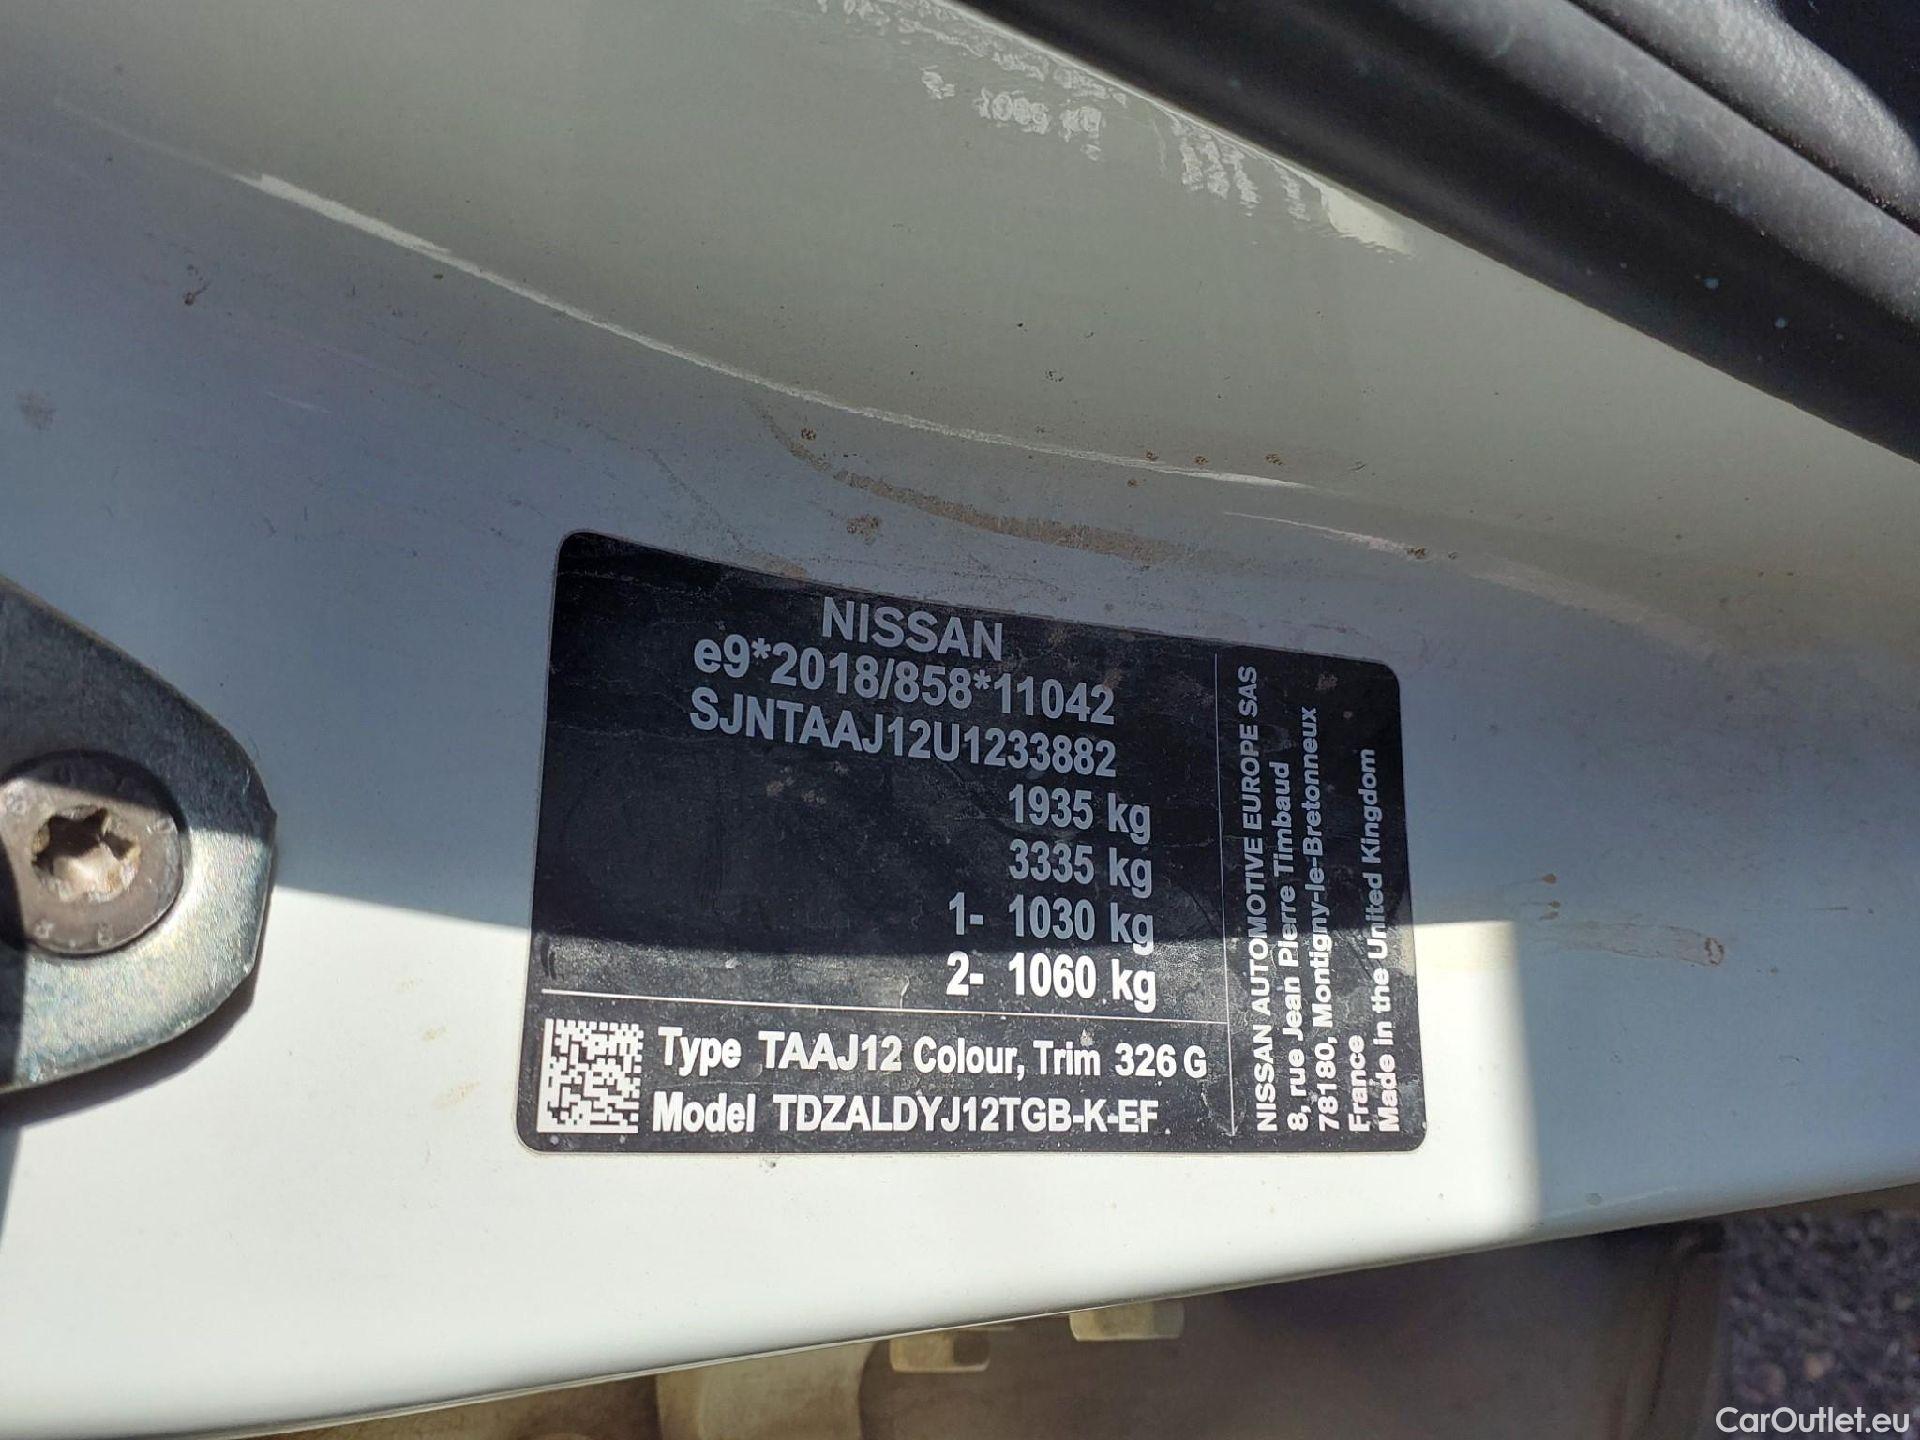 NISSAN
e9*2018/858*11042
SJNTAAJ12U1233882
1935 kg
3335 kg
1- 1030 kg
2- 1060 kg
Type TAAJ12 Colour, Trim 326 G
Model TDZALDYJ12TGB-K-EF
NISSAN AUTOMOTIVE EUROPE SAS
8, rue Jean Pierre Timbaud
78180, Montigny-le-Bretonneux
France
Made in the United Kingdom
CarOutlet.eu